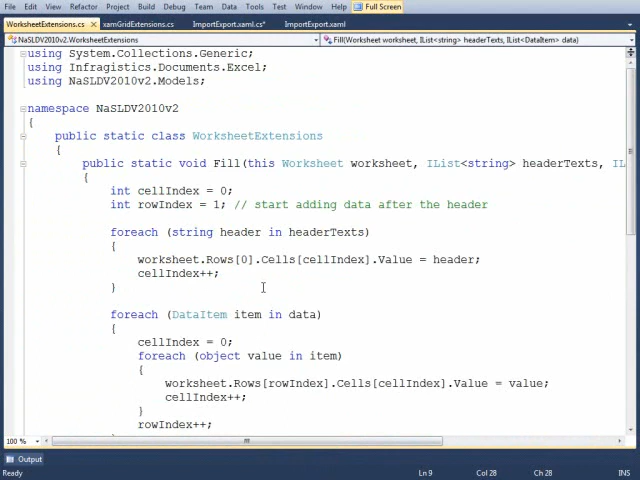 File Edit View Refactor Project Build Debug Team Data Tools Test Window Help Full Screen
WorksheetExtensions.cs xamGridExtensions.cs ImportExport.xaml.cs* ImportExport.xaml
NaSLDV2010v2.WorksheetExtensions Fill(Worksheet worksheet, IList<string> headerTexts, IList<DataItem> data)
using System.Collections.Generic;
using Infragistics.Documents.Excel;
using NaSLDV2010v2.Models;
namespace NaSLDV2010v2
{
public static class WorksheetExtensions
{
public static void Fill(this Worksheet worksheet, IList<string> headerTexts, IL
{
int cellIndex = 0;
int rowIndex = 1; // start adding data after the header
foreach (string header in headerTexts)
{
worksheet.Rows[0].Cells[cellIndex].Value = header;
cellIndex++;
}
foreach (DataItem item in data)
{
cellIndex = 0;
foreach (object value in item)
{
worksheet.Rows[rowIndex].Cells[cellIndex].Value = value;
cellIndex++;
}
rowIndex++;
100 %
Output
Ready Ln 9 Col 28 Ch 28 INS